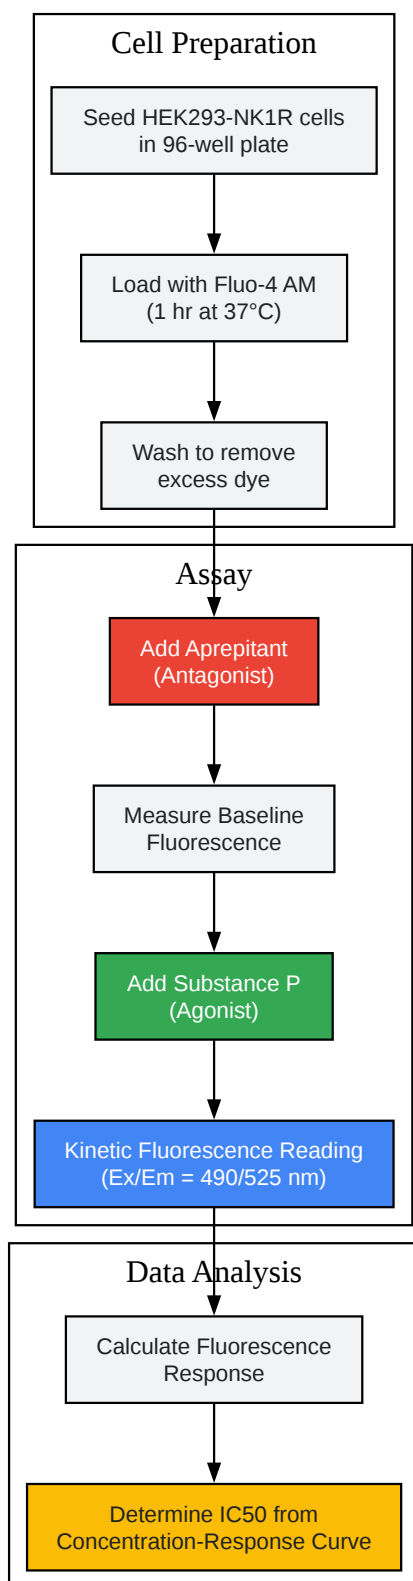 Cell Preparation
Seed HEK293-NK1R cells
in 96-well plate
Load with Fluo-4 AM
(1 hr at 37°C)
Wash to remove
excess dye
Assay
Add Aprepitant
(Antagonist)
Measure Baseline
Fluorescence
Add Substance P
(Agonist)
Kinetic Fluorescence Reading
(Ex/Em = 490/525 nm)
Data Analysis
Calculate Fluorescence
Response
Determine IC50 from
Concentration-Response Curve